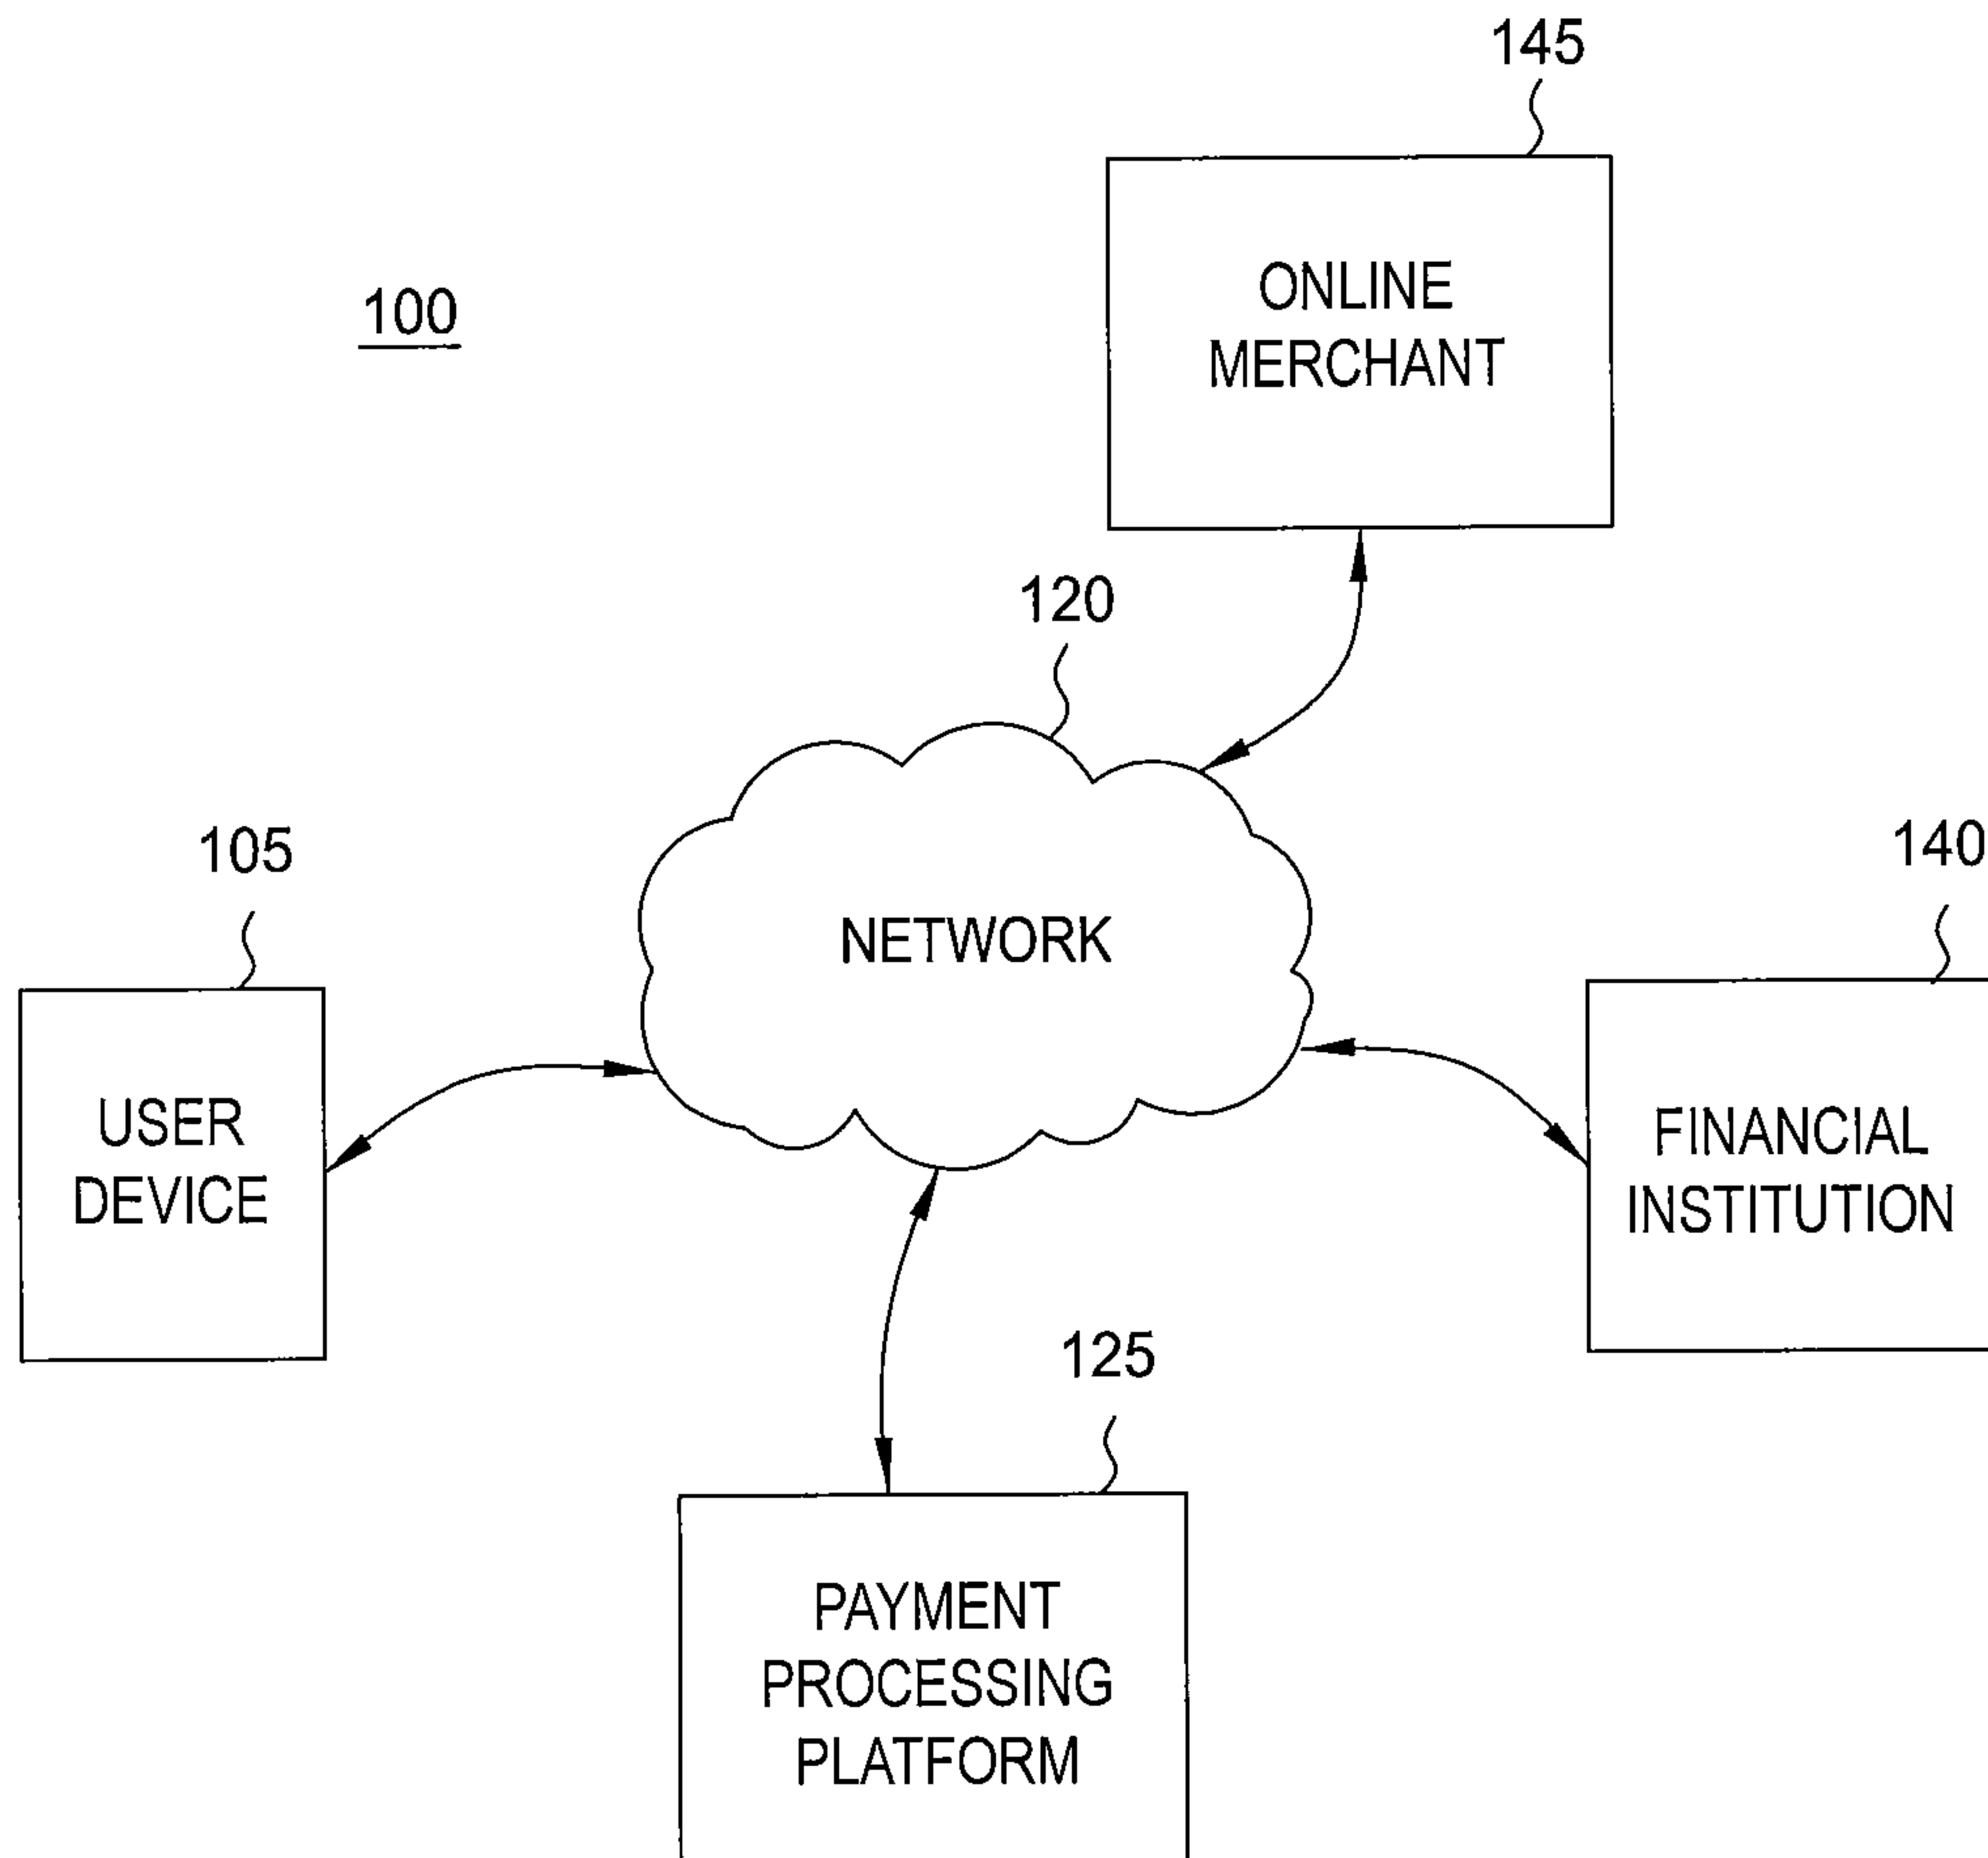 145
ONLINE
MERCHANT
100
120
105
140
NETWORK
USER
DEVICE
FINANCIAL
INSTITUTION
125
PAYMENT
PROCESSING
PLATFORM